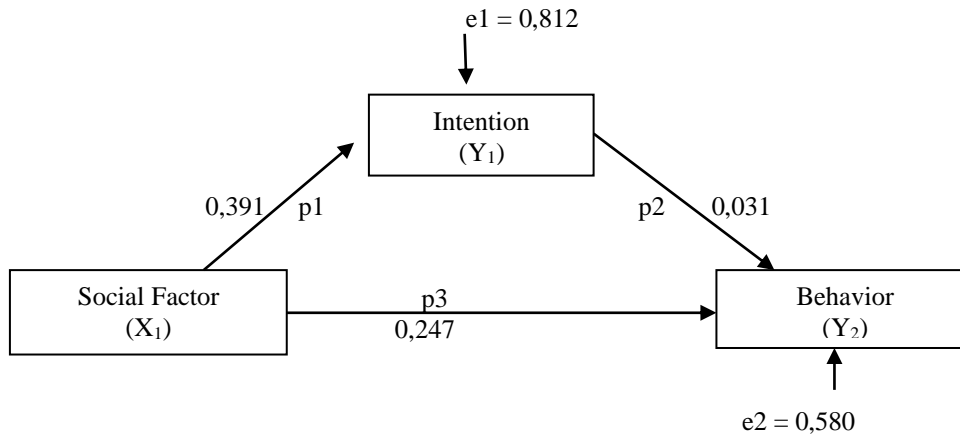 e1 = 0,812
Intention
(Y₁)
0,391 p1
p2 0,031
Social Factor
(X₁)
p3
0,247
Behavior
(Y₂)
e2 = 0,580